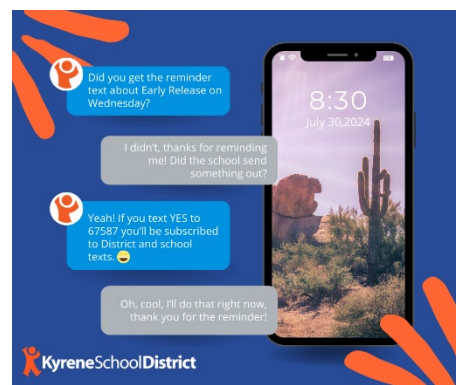 Did you get the reminder
text about Early Release on
Wednesday?
8:30
July 30,2024
I didn't, thanks for reminding
me! Did the school send
something out?
Yeah! If you text YES to
67587 you'll be subscribed
to District and school
texts. 😄
Oh, cool, I'll do that right now,
thank you for the reminder!
KyreneSchoolDistrict